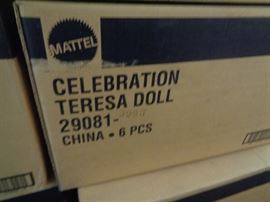 MATTEL
CELEBRATION
TERESA DOLL
29081-
CHINA • 6 PCS